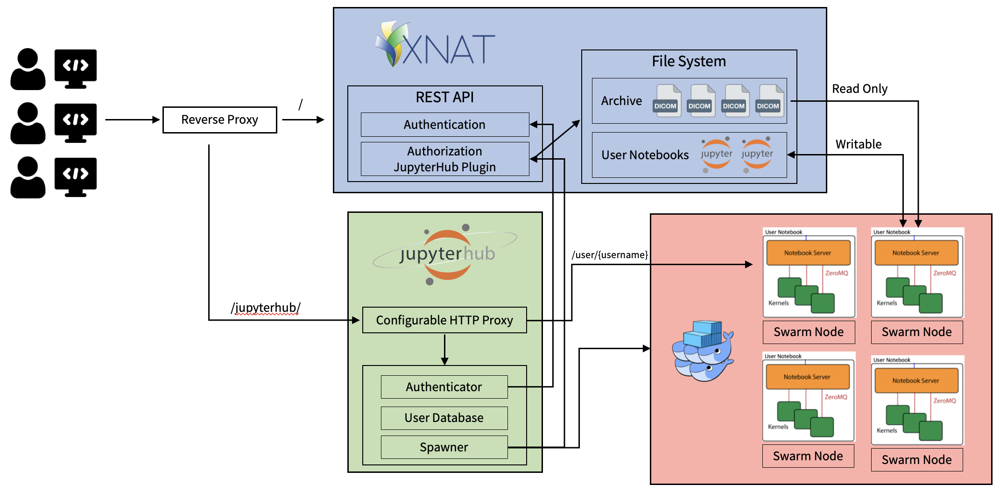 XNAT
File System
Read Only
REST API
Archive
DICOM
DICOM
DICOM
DICOM
/
Reverse Proxy
Authentication
Writable
Authorization
JupyterHub Plugin
User Notebooks
jupyter
jupyter
jupyterhub
/user/{username}
/jupyterhub/
Configurable HTTP Proxy
Authenticator
User Database
Spawner
User Notebook
Notebook Server
ZeroMQ
Kernels
Swarm Node
User Notebook
Notebook Server
ZeroMQ
Kernels
Swarm Node
User Notebook
Notebook Server
ZeroMQ
Kernels
Swarm Node
User Notebook
Notebook Server
ZeroMQ
Kernels
Swarm Node